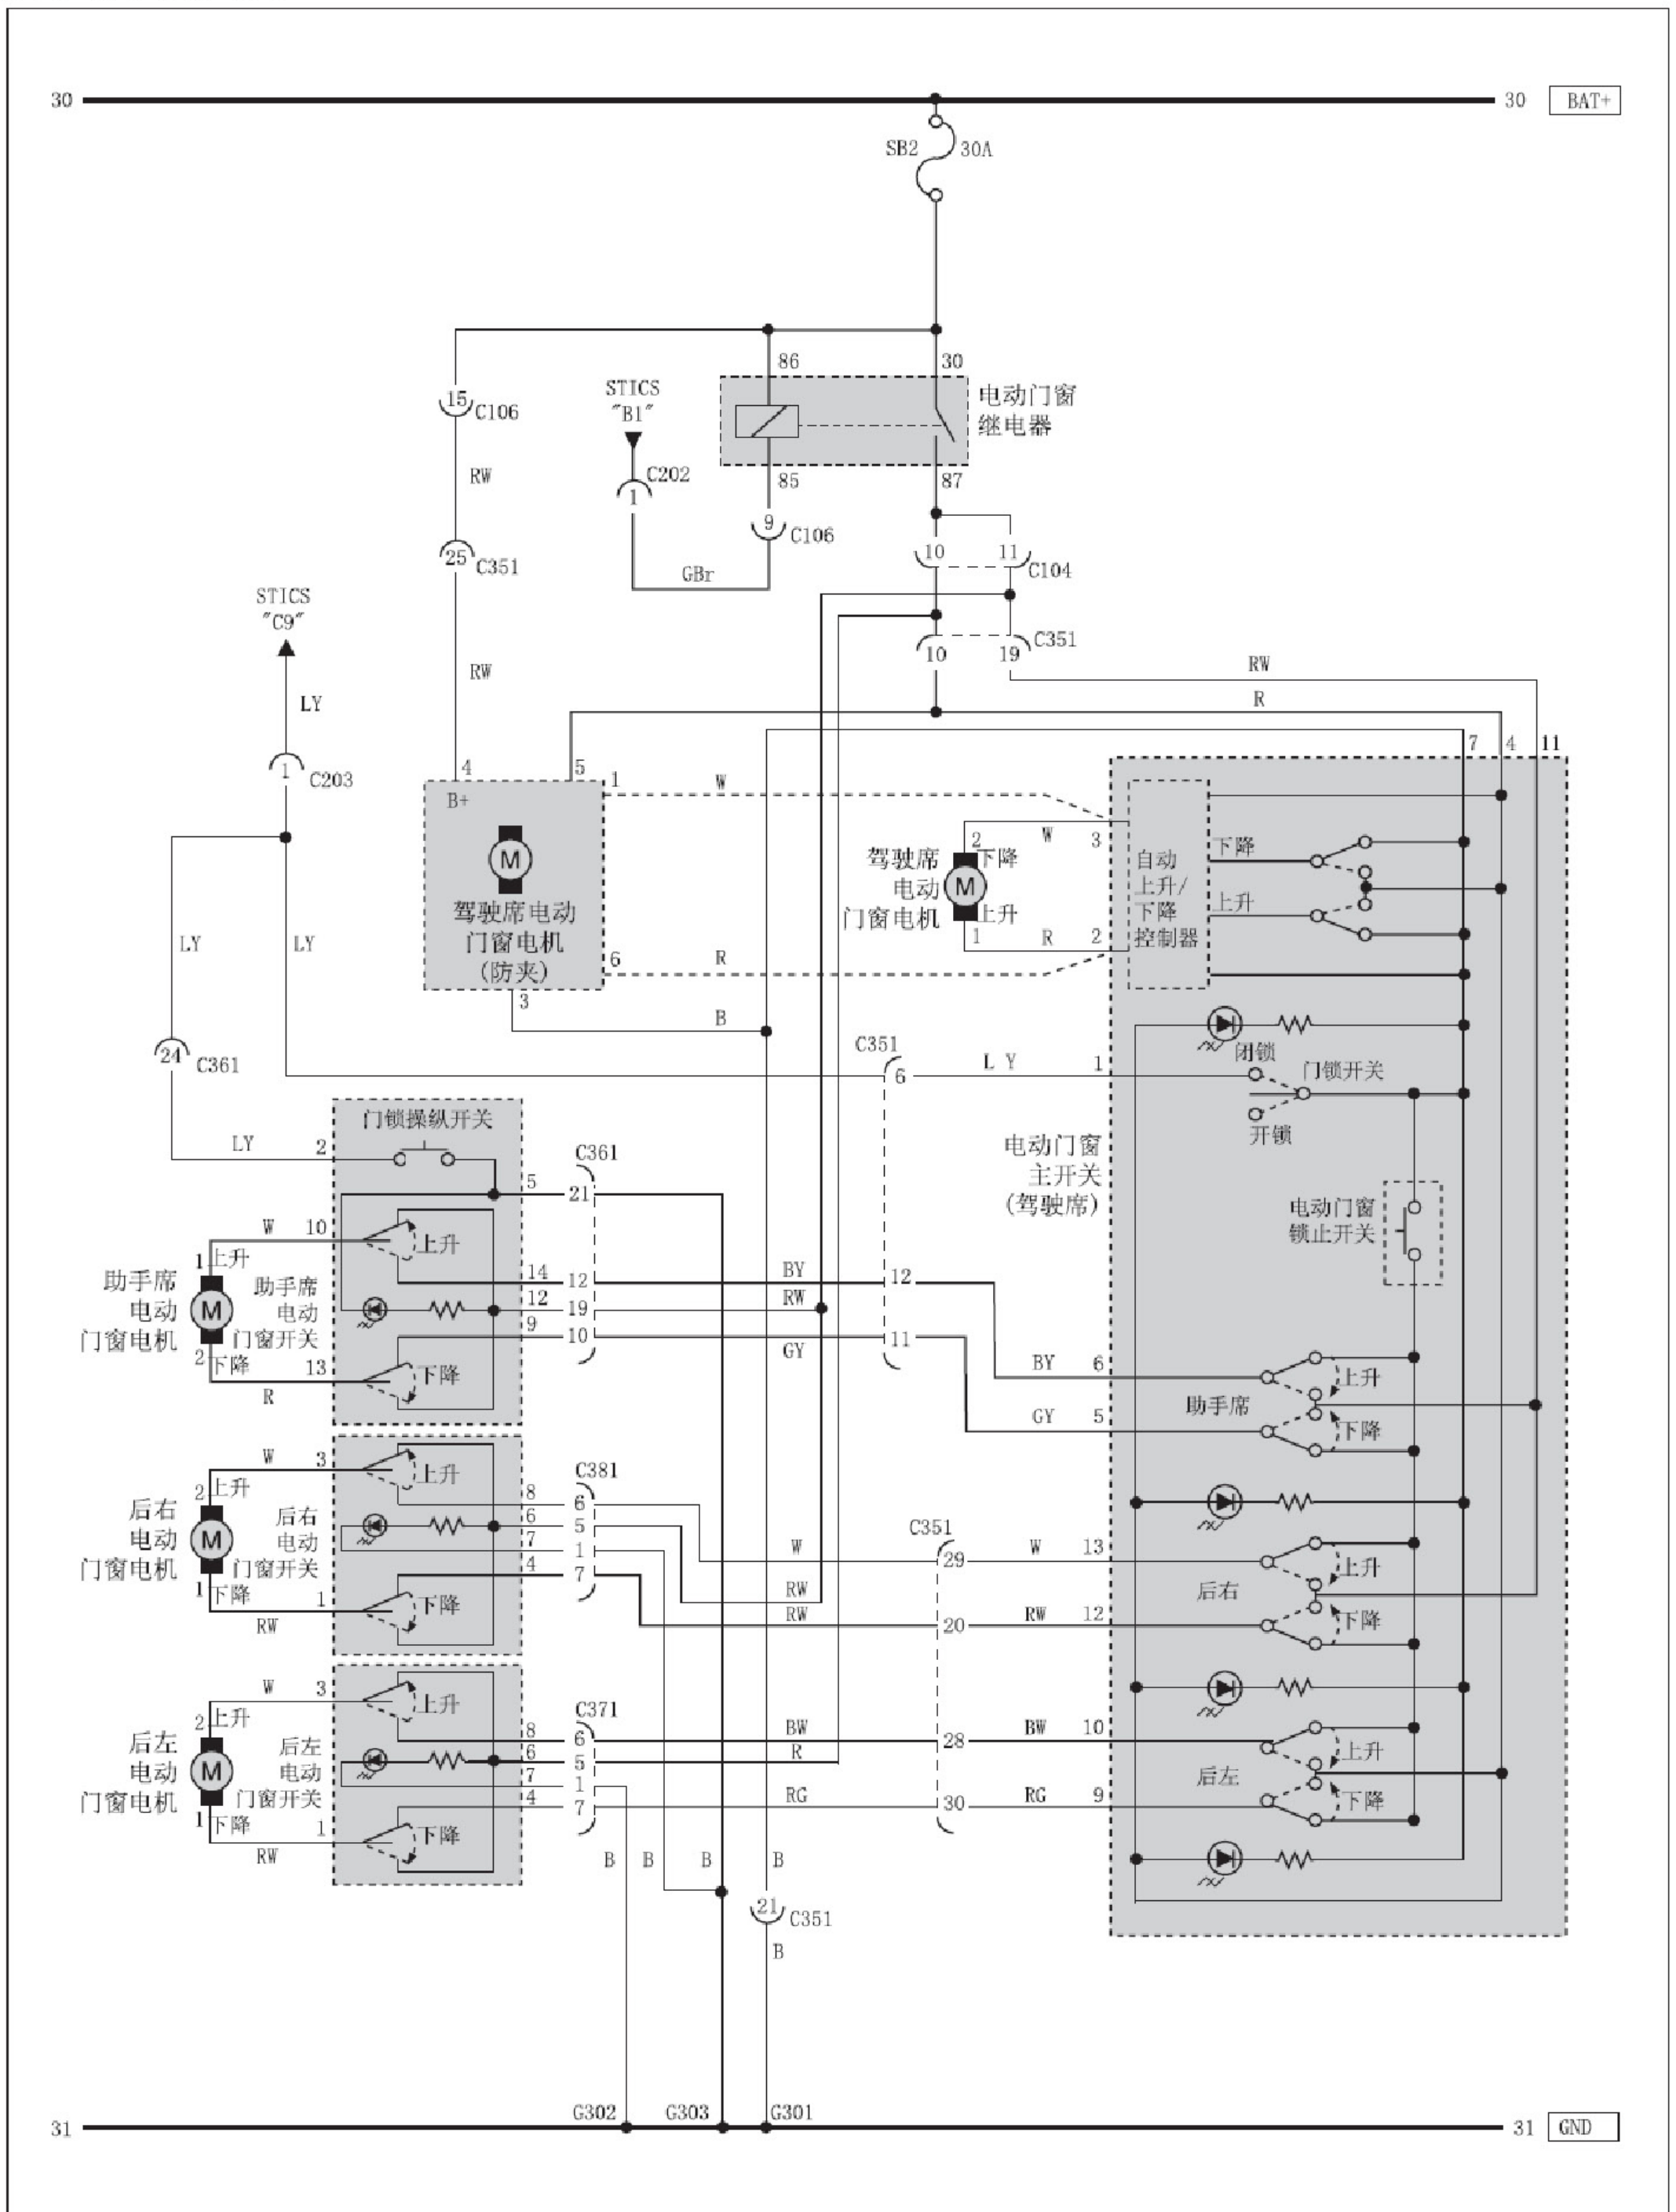 30
30 BAT+
SB2 30A
86 30
STICS
"B1"
电动门窗
继电器
15 C106
C202
1
85 87
RW
9 C106
10 11 C104
25 C351
GBr
STICS
"C9"
C351
10 19
RW
RW
R
LY
7 4 11
1 C203
4 5 1 W
B+
M
驾驶席电动
门窗电机
(防夹)
6 R
3
B
2 W 3
驾驶席
电动
门窗电机
下降
M
上升
1 R 2
自动
上升/
下降
控制器
下降
上升
LY LY
24 C361
C351
6 LY 1
闭锁
门锁开关
开锁
电动门窗
主开关
(驾驶席)
电动门窗
锁止开关
门锁操纵开关
LY 2
C361
5 21
W 10
1 上升
上升
助手席
电动
门窗电机
M
助手席
电动
门窗开关
14 12 BY 12
12 19 RW
9 10 GY 11
2 下降 13
R
下降
BY 6
上升
助手席
GY 5
下降
W 3
2 上升
上升
C381
后右
电动
门窗电机
M
后右
电动
门窗开关
8 6
6 5
7 1
4 7
1 下降 1
RW
下降
W
RW
RW
C351
29 W 13
上升
后右
20 RW 12
下降
W 3
2 上升
上升
C371
后左
电动
门窗电机
M
后左
电动
门窗开关
8 6 BW 28 BW 10
6 5 R
7 1
4 7 RG 30 RG 9
上升
后左
下降
1 下降 1
RW
下降
B B B B
21 C351
B
G302 G303 G301
31
31 GND